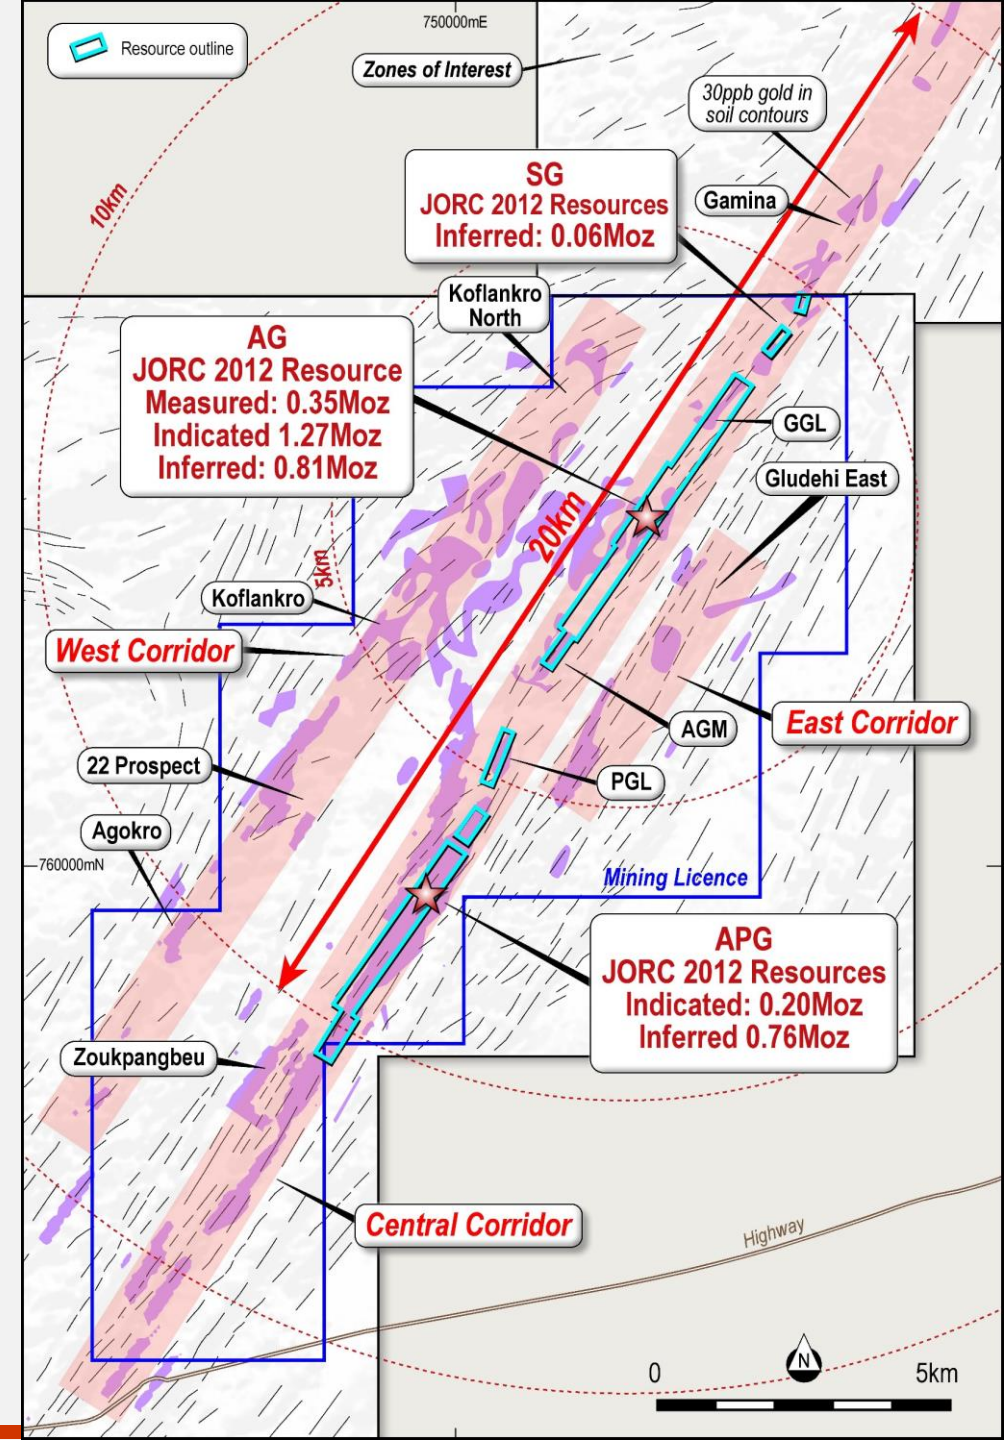 750000mE
Resource outline
Zones of Interest
30ppb gold in
soil contours
10km
SG
JORC 2012 Resources
Inferred: 0.06Moz
Gamina
Koflankro
North
AG
JORC 2012 Resource
Measured: 0.35Moz
Indicated 1.27Moz
Inferred: 0.81Moz
GGL
Gludehi East
20km
5km
Koflankro
West Corridor
East Corridor
AGM
22 Prospect
PGL
Agokro
760000mN
Mining Licence
APG
JORC 2012 Resources
Indicated: 0.20Moz
Inferred 0.76Moz
Zoukpangbeu
Central Corridor
Highway
N
0
5km